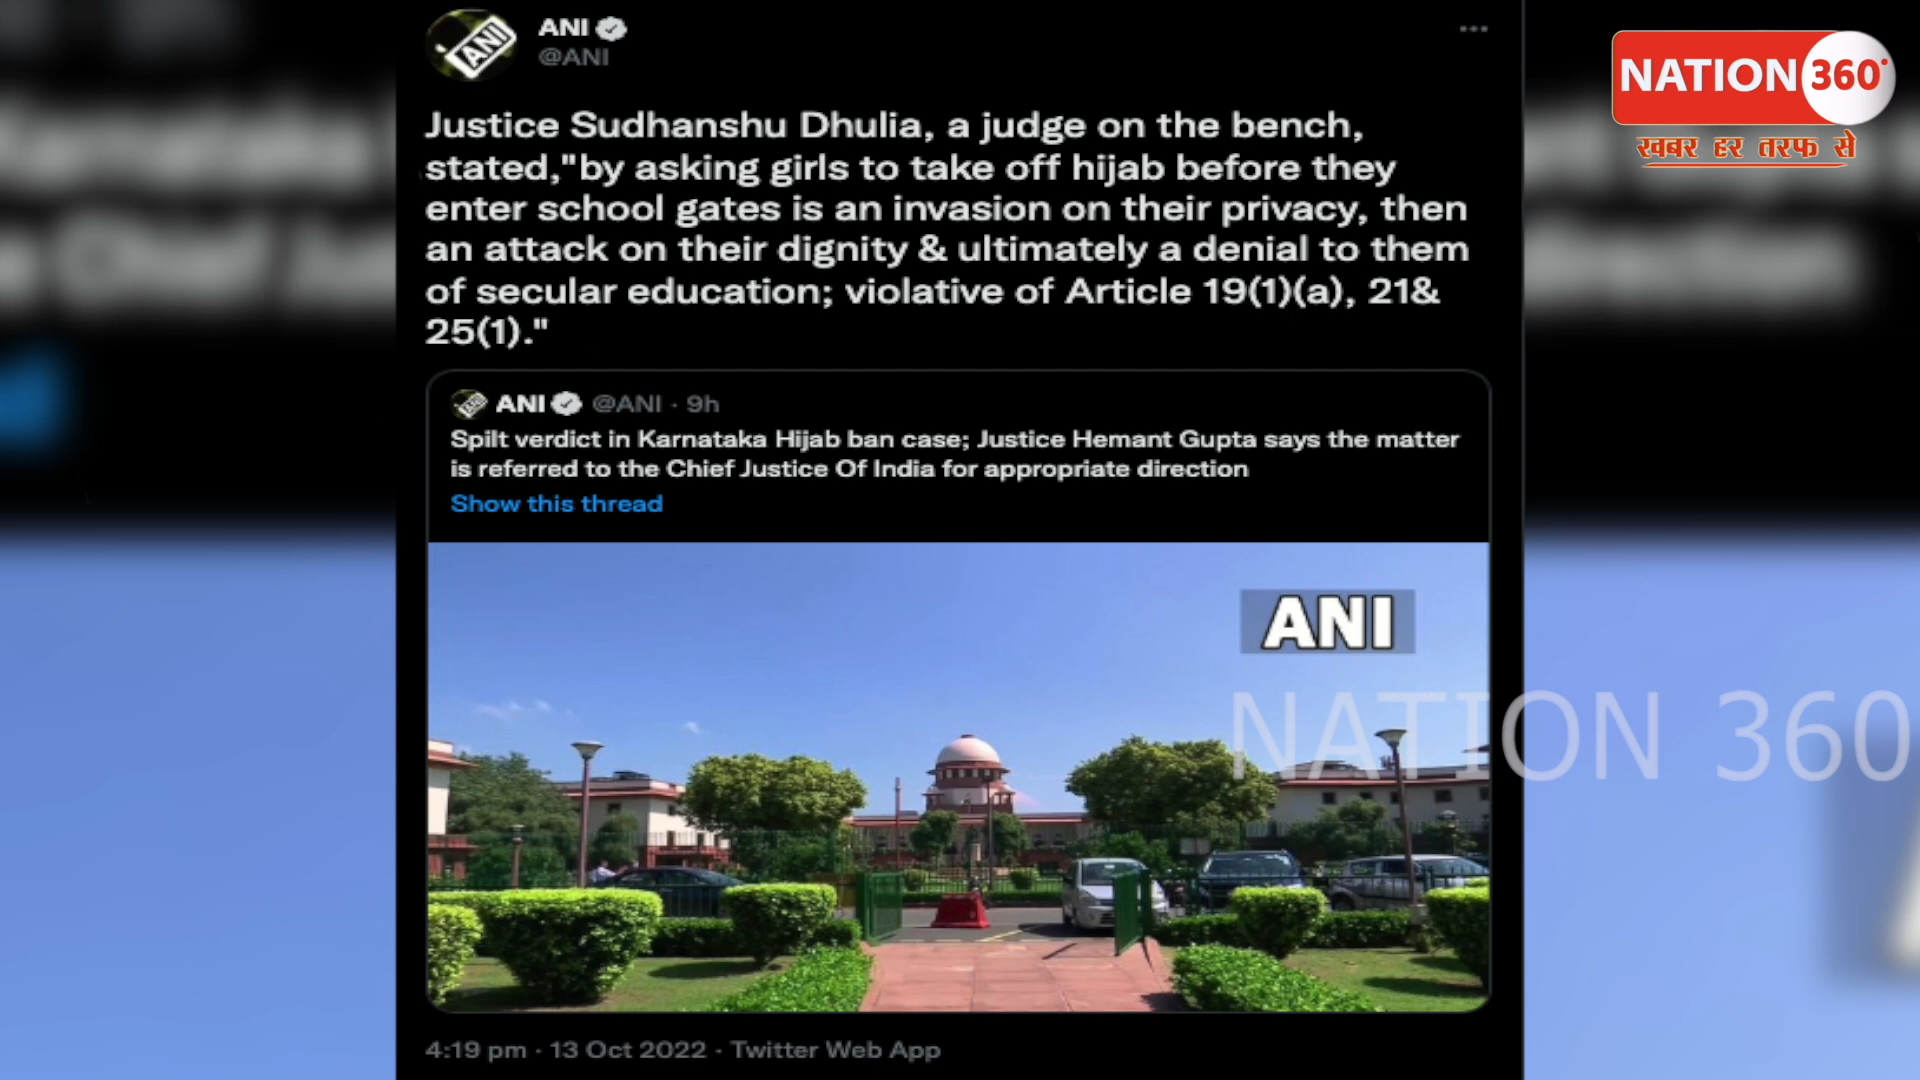 ANI
@ANI
NATION 360°
खबर हर तरफ से
Justice Sudhanshu Dhulia, a judge on the bench,
stated,"by asking girls to take off hijab before they
enter school gates is an invasion on their privacy, then
an attack on their dignity & ultimately a denial to them
of secular education; violative of Article 19(1)(a), 21&
25(1)."
ANI @ANI · 9h
Spilt verdict in Karnataka Hijab ban case; Justice Hemant Gupta says the matter
is referred to the Chief Justice Of India for appropriate direction
Show this thread
ANI
NATION 360
4:19 pm · 13 Oct 2022 · Twitter Web App